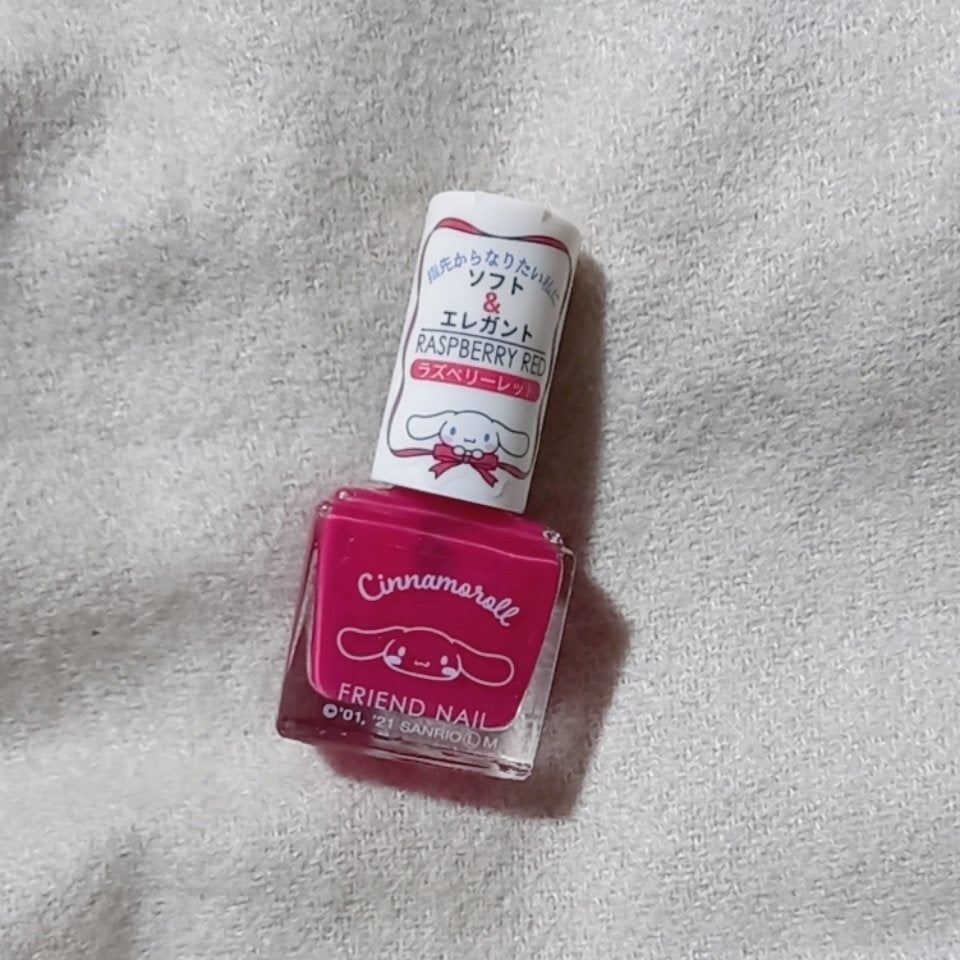 指先からなりたい私に
ソフト
&
エレガント
RASPBERRY RED
ラズベリーレッド
Cinnamoroll
FRIEND NAIL
©'01, '21 SANRIO Ⓛ M